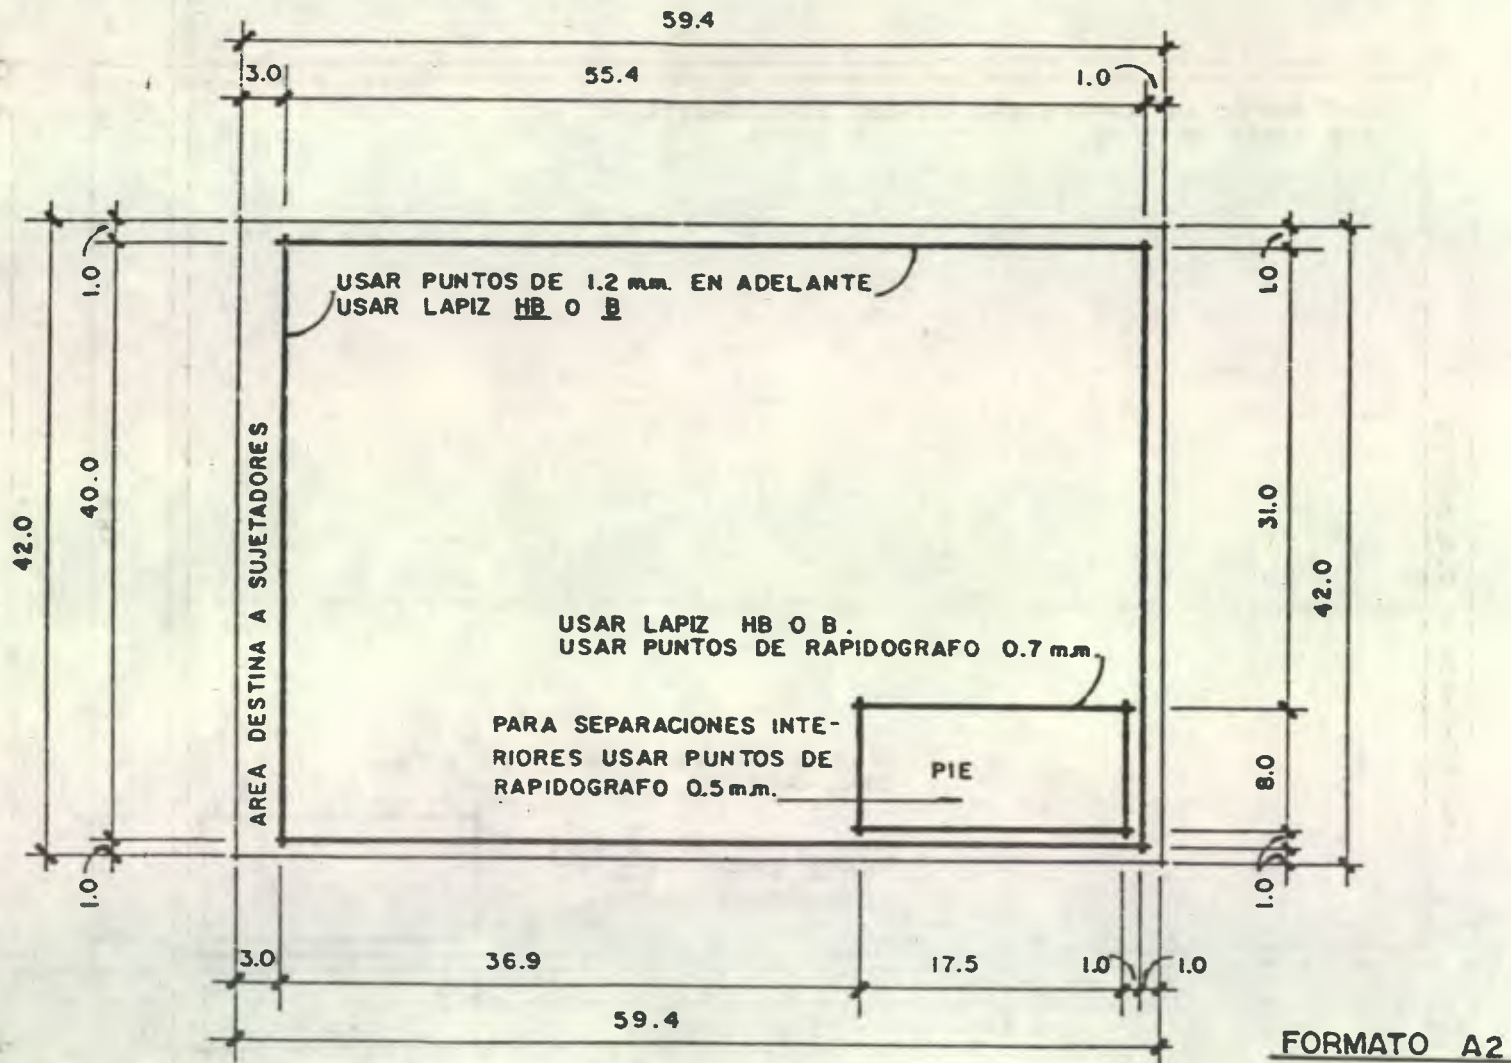 59.4
3.0 55.4 1.0
1.0
1.0
USAR PUNTOS DE 1.2 mm. EN ADELANTE
USAR LAPIZ HB O B
42.0
40.0
AREA DESTINA A SUJETADORES
31.0
42.0
USAR LAPIZ HB O B.
USAR PUNTOS DE RAPIDOGRAFO 0.7 m.m.
PARA SEPARACIONES INTE-
RIORES USAR PUNTOS DE
RAPIDOGRAFO 0.5 m.m.
PIE
8.0
1.0
1.0
3.0 36.9 17.5 1.0 1.0
59.4
FORMATO A2